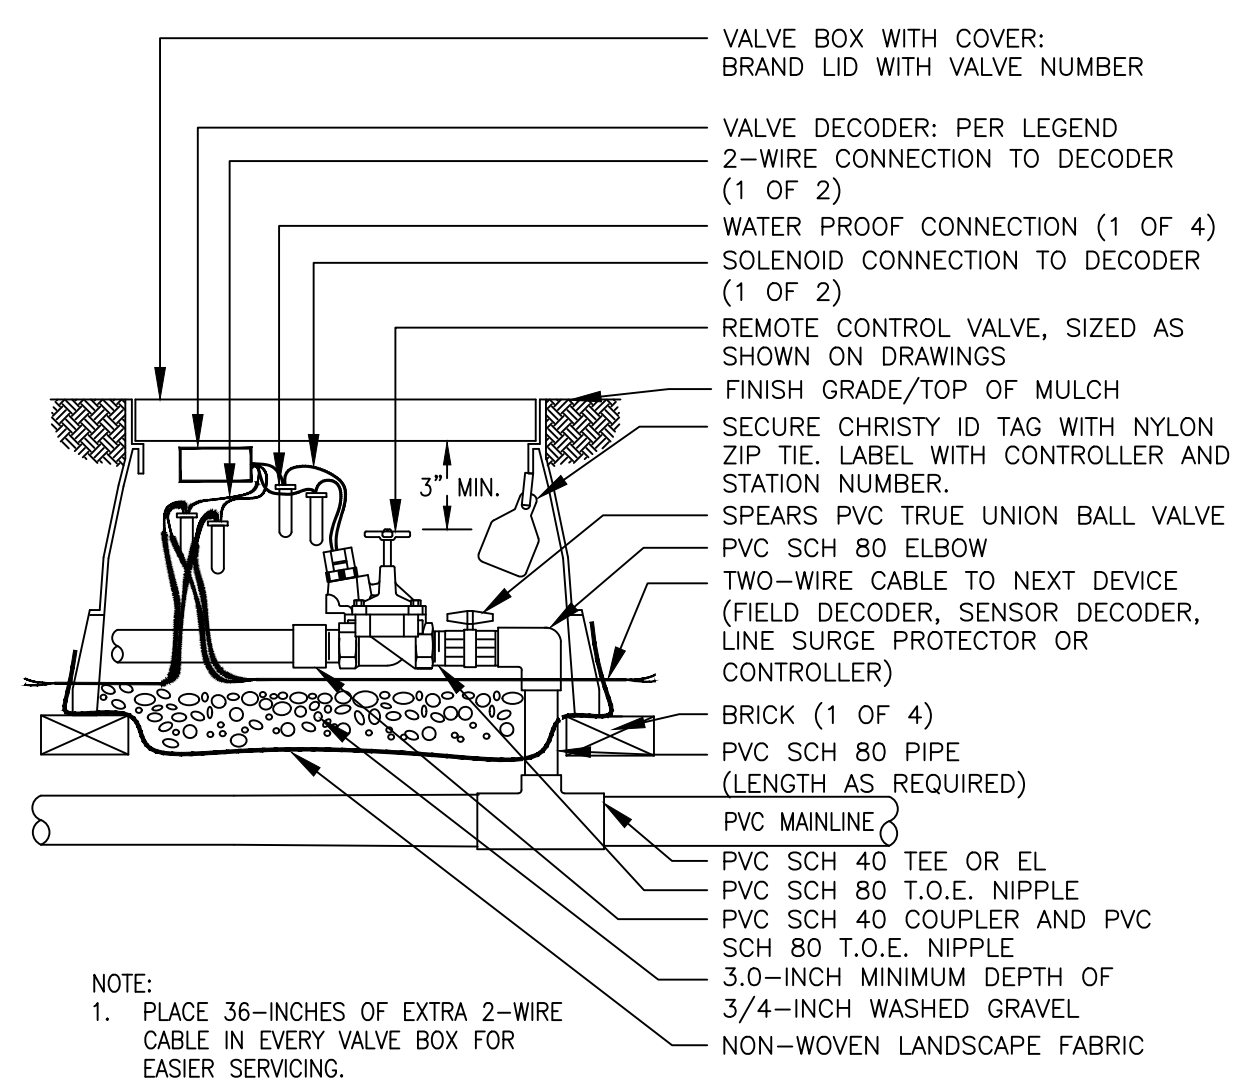 VALVE BOX WITH COVER:
BRAND LID WITH VALVE NUMBER
VALVE DECODER: PER LEGEND
2-WIRE CONNECTION TO DECODER
(1 OF 2)
WATER PROOF CONNECTION (1 OF 4)
SOLENOID CONNECTION TO DECODER
(1 OF 2)
REMOTE CONTROL VALVE, SIZED AS
SHOWN ON DRAWINGS
FINISH GRADE/TOP OF MULCH
SECURE CHRISTY ID TAG WITH NYLON
ZIP TIE. LABEL WITH CONTROLLER AND
STATION NUMBER.
3" MIN.
SPEARS PVC TRUE UNION BALL VALVE
PVC SCH 80 ELBOW
TWO-WIRE CABLE TO NEXT DEVICE
(FIELD DECODER, SENSOR DECODER,
LINE SURGE PROTECTOR OR
CONTROLLER)
BRICK (1 OF 4)
PVC SCH 80 PIPE
(LENGTH AS REQUIRED)
PVC MAINLINE
PVC SCH 40 TEE OR EL
PVC SCH 80 T.O.E. NIPPLE
PVC SCH 40 COUPLER AND PVC
SCH 80 T.O.E. NIPPLE
3.0-INCH MINIMUM DEPTH OF
3/4-INCH WASHED GRAVEL
NON-WOVEN LANDSCAPE FABRIC
NOTE:
1. PLACE 36-INCHES OF EXTRA 2-WIRE
CABLE IN EVERY VALVE BOX FOR
EASIER SERVICING.